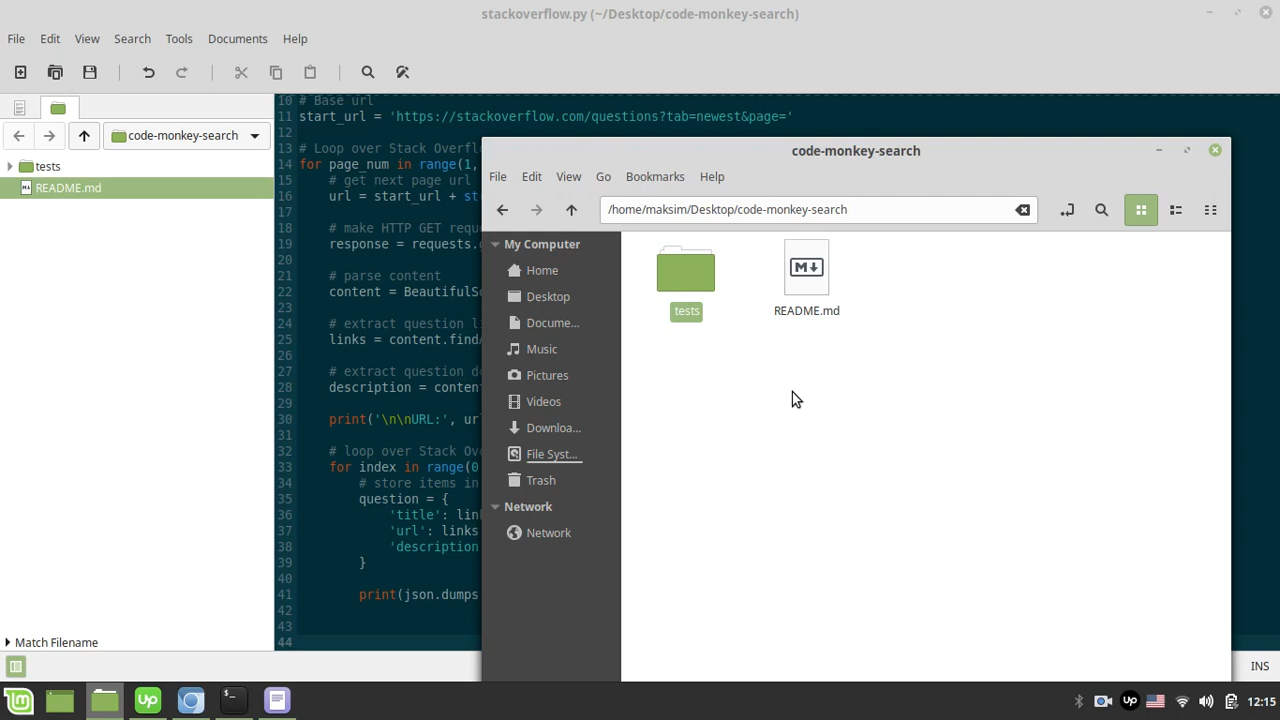 stackoverflow.py (~/Desktop/code-monkey-search)
File Edit View Search Tools Documents Help
code-monkey-search
tests
README.md
Match Filename
10 # Base url
11 start_url = 'https://stackoverflow.com/questions?tab=newest&page='
12
13 # Loop over Stack Overfl
14 for page_num in range(1,
15 # get next page url
16 url = start_url + st
17
18 # make HTTP GET requ
19 response = requests.
20
21 # parse content
22 content = BeautifulS
23
24 # extract question l
25 links = content.find
26
27 # extract question d
28 description = conten
29
30 print('\n\nURL:', ur
31
32 # loop over Stack Ov
33 for index in range(0
34 # store items in
35 question = {
36 'title': lin
37 'url': links
38 'description
39 }
40
41 print(json.dumps
42
43
44
code-monkey-search
File Edit View Go Bookmarks Help
/home/maksim/Desktop/code-monkey-search
My Computer
Home
Desktop
Docume...
Music
Pictures
Videos
Downloa...
File Syst...
Trash
Network
Network
tests
README.md
INS
Up
Up
12:15